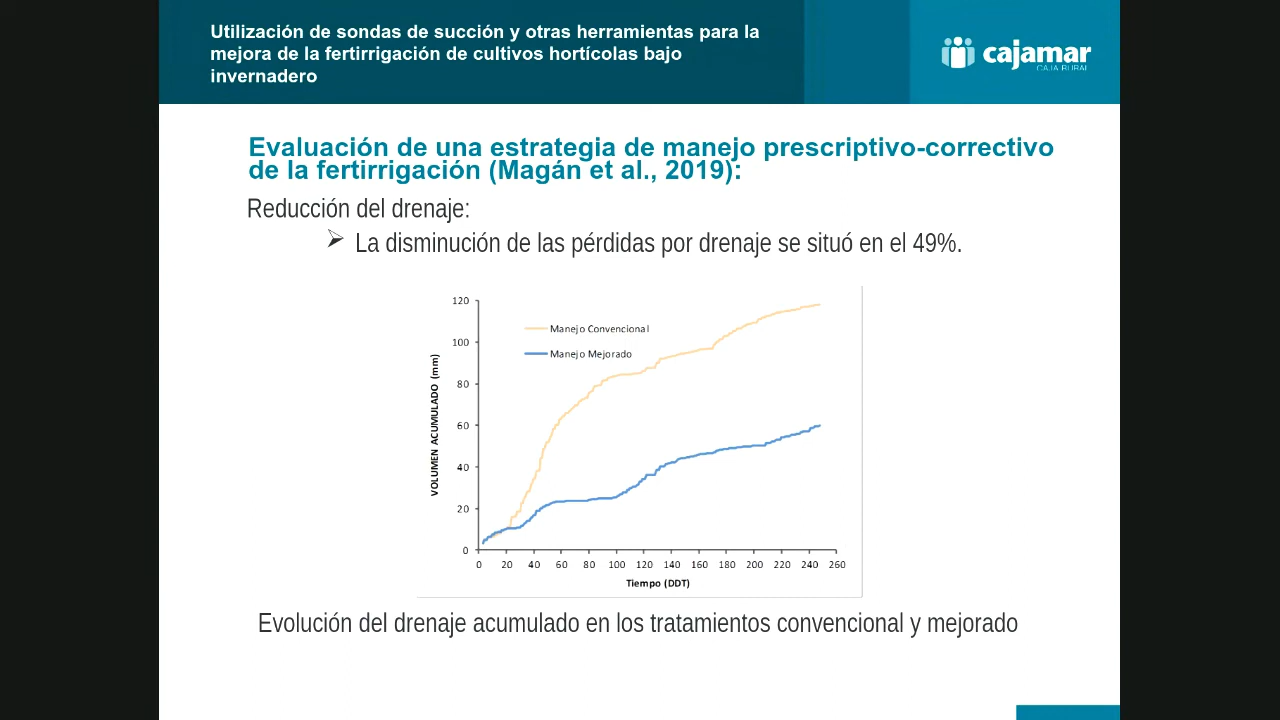 Utilización de sondas de succión y otras herramientas para la
mejora de la fertirrigación de cultivos hortícolas bajo
invernadero
cajamar
CAJA RURAL
Evaluación de una estrategia de manejo prescriptivo-correctivo
de la fertirrigación (Magán et al., 2019):
Reducción del drenaje:
➢ La disminución de las pérdidas por drenaje se situó en el 49%.
120
100
80
60
40
20
0
VOLUMEN ACUMULADO (mm)
Manejo Convencional
Manejo Mejorado
0 20 40 60 80 100 120 140 160 180 200 220 240 260
Tiempo (DDT)
Evolución del drenaje acumulado en los tratamientos convencional y mejorado